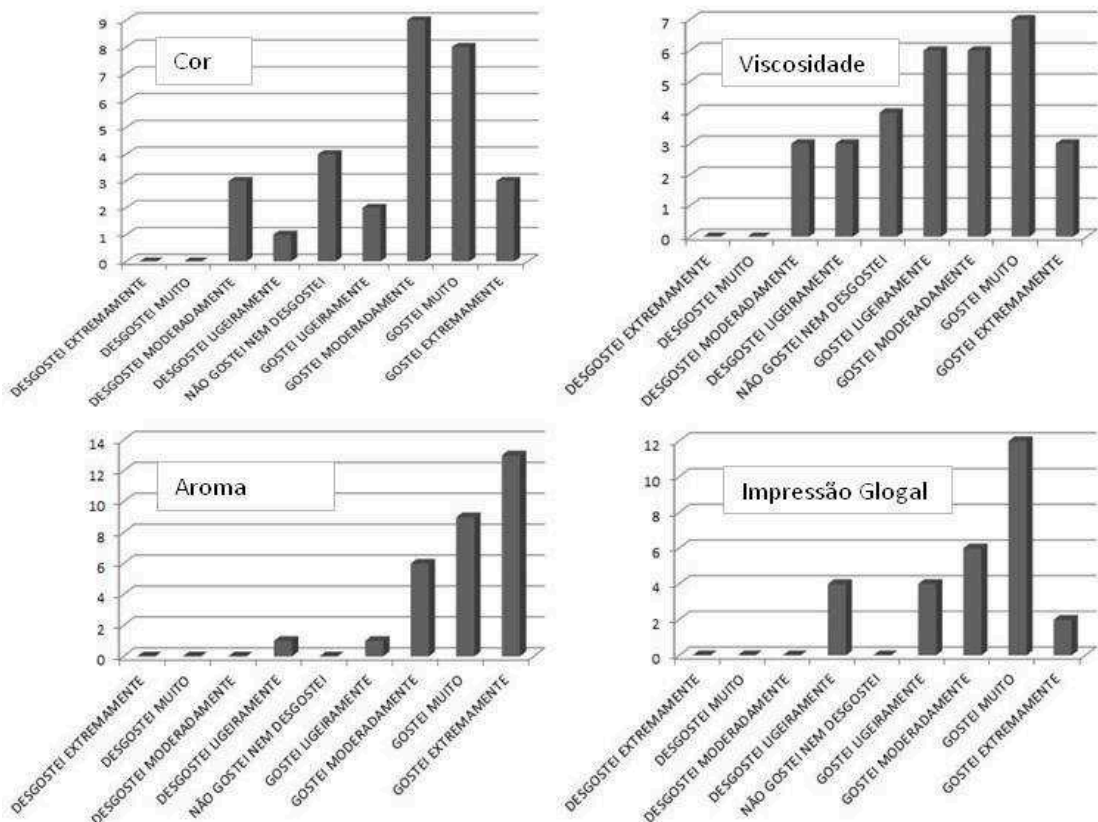 Cor
9
8
7
6
5
4
3
2
1
0
DESGOSTEI EXTREMAMENTE
DESGOSTEI MUITO
DESGOSTEI MODERADAMENTE
DESGOSTEI LIGEIRAMENTE
NÃO GOSTEI NEM DESGOSTEI
GOSTEI LIGEIRAMENTE
GOSTEI MODERADAMENTE
GOSTEI MUITO
GOSTEI EXTREMAMENTE
Viscosidade
7
6
5
4
3
2
1
0
DESGOSTEI EXTREMAMENTE
DESGOSTEI MUITO
DESGOSTEI MODERADAMENTE
DESGOSTEI LIGEIRAMENTE
NÃO GOSTEI NEM DESGOSTEI
GOSTEI LIGEIRAMENTE
GOSTEI MODERADAMENTE
GOSTEI MUITO
GOSTEI EXTREMAMENTE
Aroma
14
12
10
8
6
4
2
0
DESGOSTEI EXTREMAMENTE
DESGOSTEI MUITO
DESGOSTEI MODERADAMENTE
DESGOSTEI LIGEIRAMENTE
NÃO GOSTEI NEM DESGOSTEI
GOSTEI LIGEIRAMENTE
GOSTEI MODERADAMENTE
GOSTEI MUITO
GOSTEI EXTREMAMENTE
Impressão Glogal
12
10
8
6
4
2
0
DESGOSTEI EXTREMAMENTE
DESGOSTEI MUITO
DESGOSTEI MODERADAMENTE
DESGOSTEI LIGEIRAMENTE
NÃO GOSTEI NEM DESGOSTEI
GOSTEI LIGEIRAMENTE
GOSTEI MODERADAMENTE
GOSTEI MUITO
GOSTEI EXTREMAMENTE